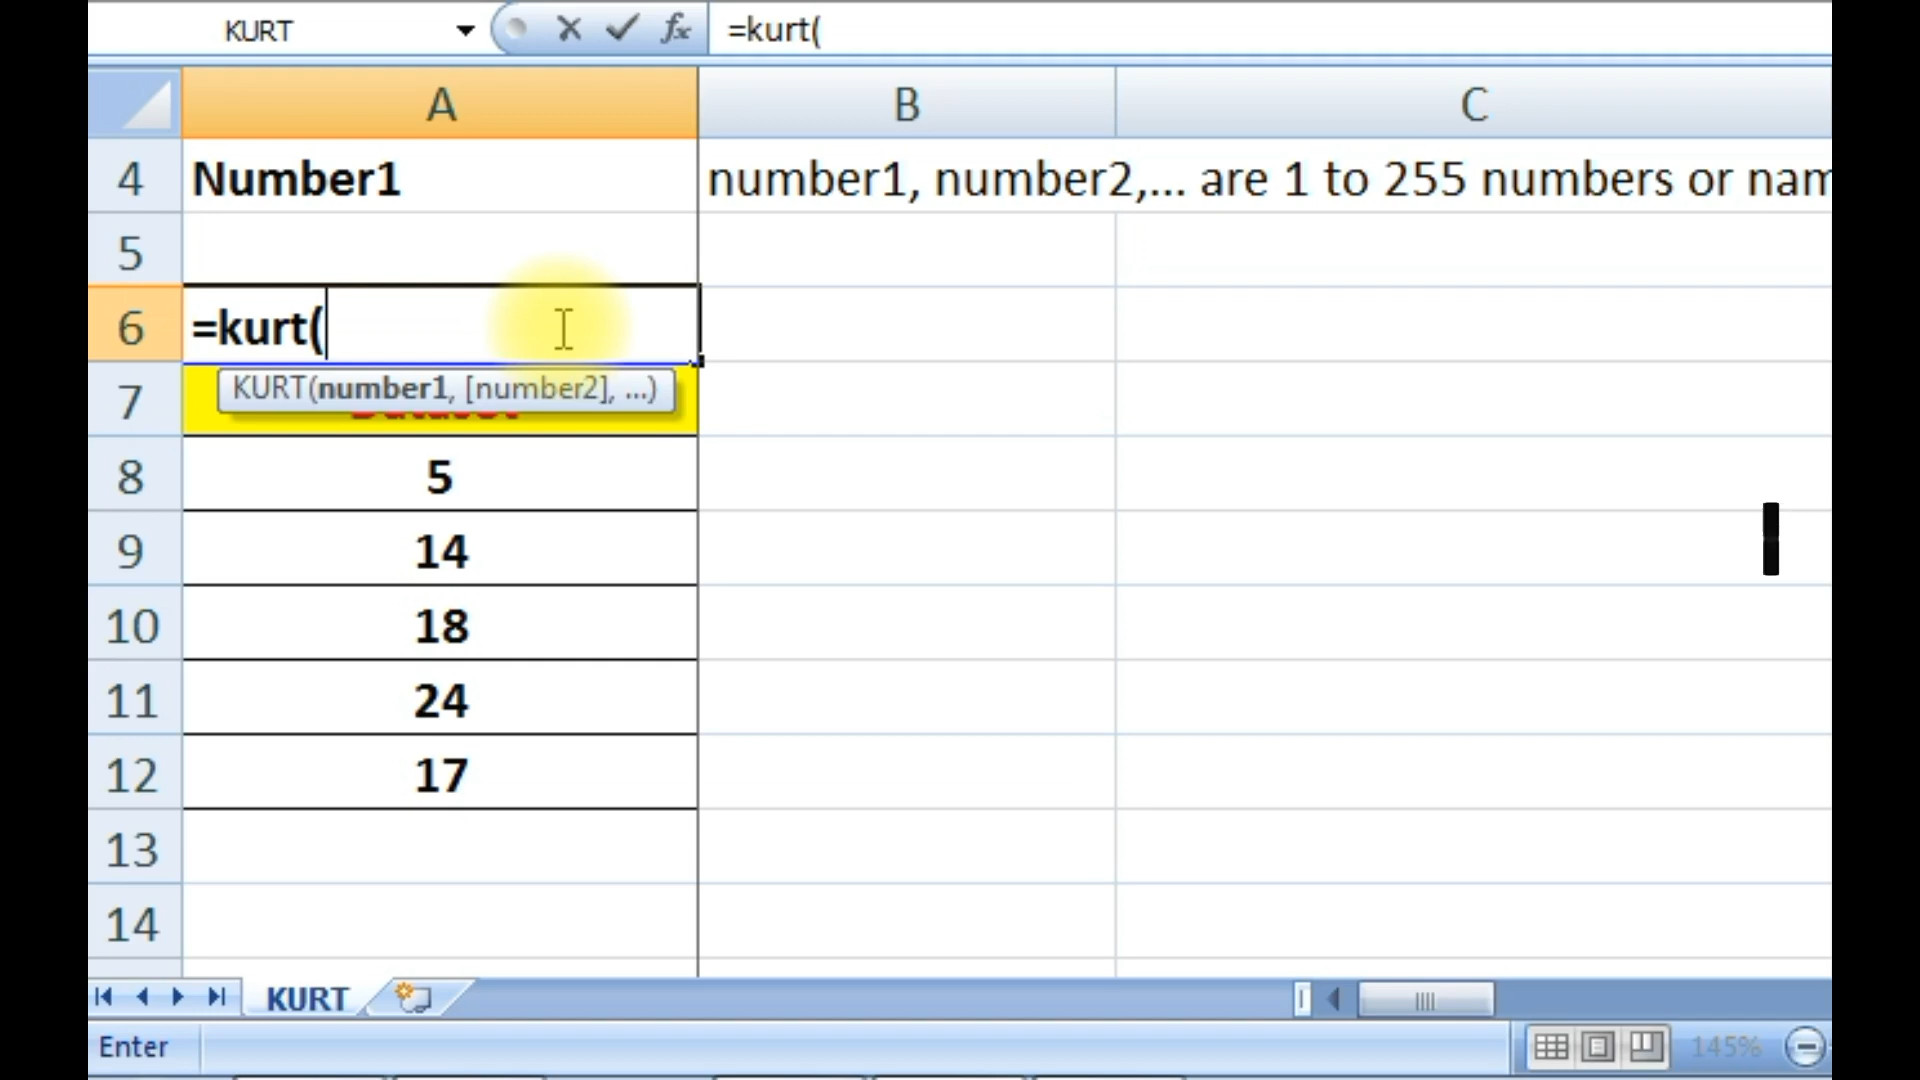 KURT =kurt(
A B C
4 Number1 number1, number2,... are 1 to 255 numbers or nam
5
6 =kurt(
KURT(number1, [number2], ...)
7
8 5
9 14
10 18
11 24
12 17
13
14
KURT
Enter 145%